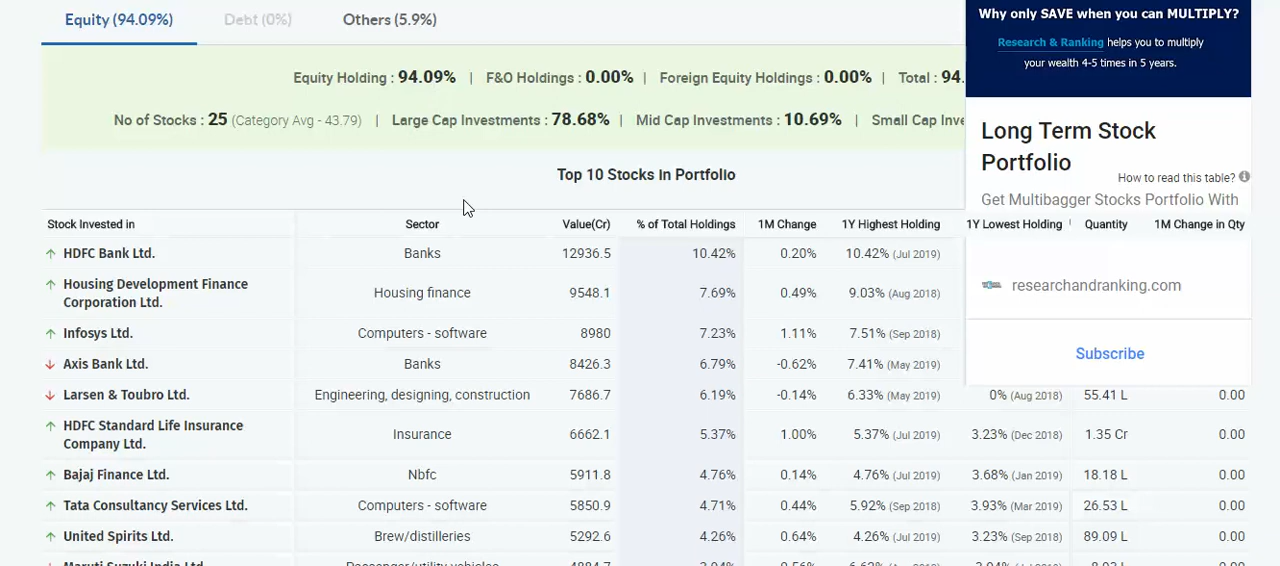 Equity (94.09%) Debt (0%) Others (5.9%)
Why only SAVE when you can MULTIPLY?
Research & Ranking helps you to multiply
your wealth 4-5 times in 5 years.
Equity Holding : 94.09% | F&O Holdings : 0.00% | Foreign Equity Holdings : 0.00% | Total : 94.
No of Stocks : 25 (Category Avg - 43.79) | Large Cap Investments : 78.68% | Mid Cap Investments : 10.69% | Small Cap Inve
Long Term Stock
Portfolio
Top 10 Stocks in Portfolio
How to read this table?
Get Multibagger Stocks Portfolio With
Stock Invested in Sector Value(Cr) % of Total Holdings 1M Change 1Y Highest Holding 1Y Lowest Holding Quantity 1M Change in Qty
HDFC Bank Ltd. Banks 12936.5 10.42% 0.20% 10.42% (Jul 2019)
Housing Development Finance
Corporation Ltd. Housing finance 9548.1 7.69% 0.49% 9.03% (Aug 2018)
researchandranking.com
Infosys Ltd. Computers - software 8980 7.23% 1.11% 7.51% (Sep 2018)
Subscribe
Axis Bank Ltd. Banks 8426.3 6.79% -0.62% 7.41% (May 2019)
Larsen & Toubro Ltd. Engineering, designing, construction 7686.7 6.19% -0.14% 6.33% (May 2019) 0% (Aug 2018) 55.41 L 0.00
HDFC Standard Life Insurance
Company Ltd. Insurance 6662.1 5.37% 1.00% 5.37% (Jul 2019) 3.23% (Dec 2018) 1.35 Cr 0.00
Bajaj Finance Ltd. Nbfc 5911.8 4.76% 0.14% 4.76% (Jul 2019) 3.68% (Jan 2019) 18.18 L 0.00
Tata Consultancy Services Ltd. Computers - software 5850.9 4.71% 0.44% 5.92% (Sep 2018) 3.93% (Mar 2019) 26.53 L 0.00
United Spirits Ltd. Brew/distilleries 5292.6 4.26% 0.64% 4.26% (Jul 2019) 3.23% (Sep 2018) 89.09 L 0.00
Maruti Suzuki India Ltd.